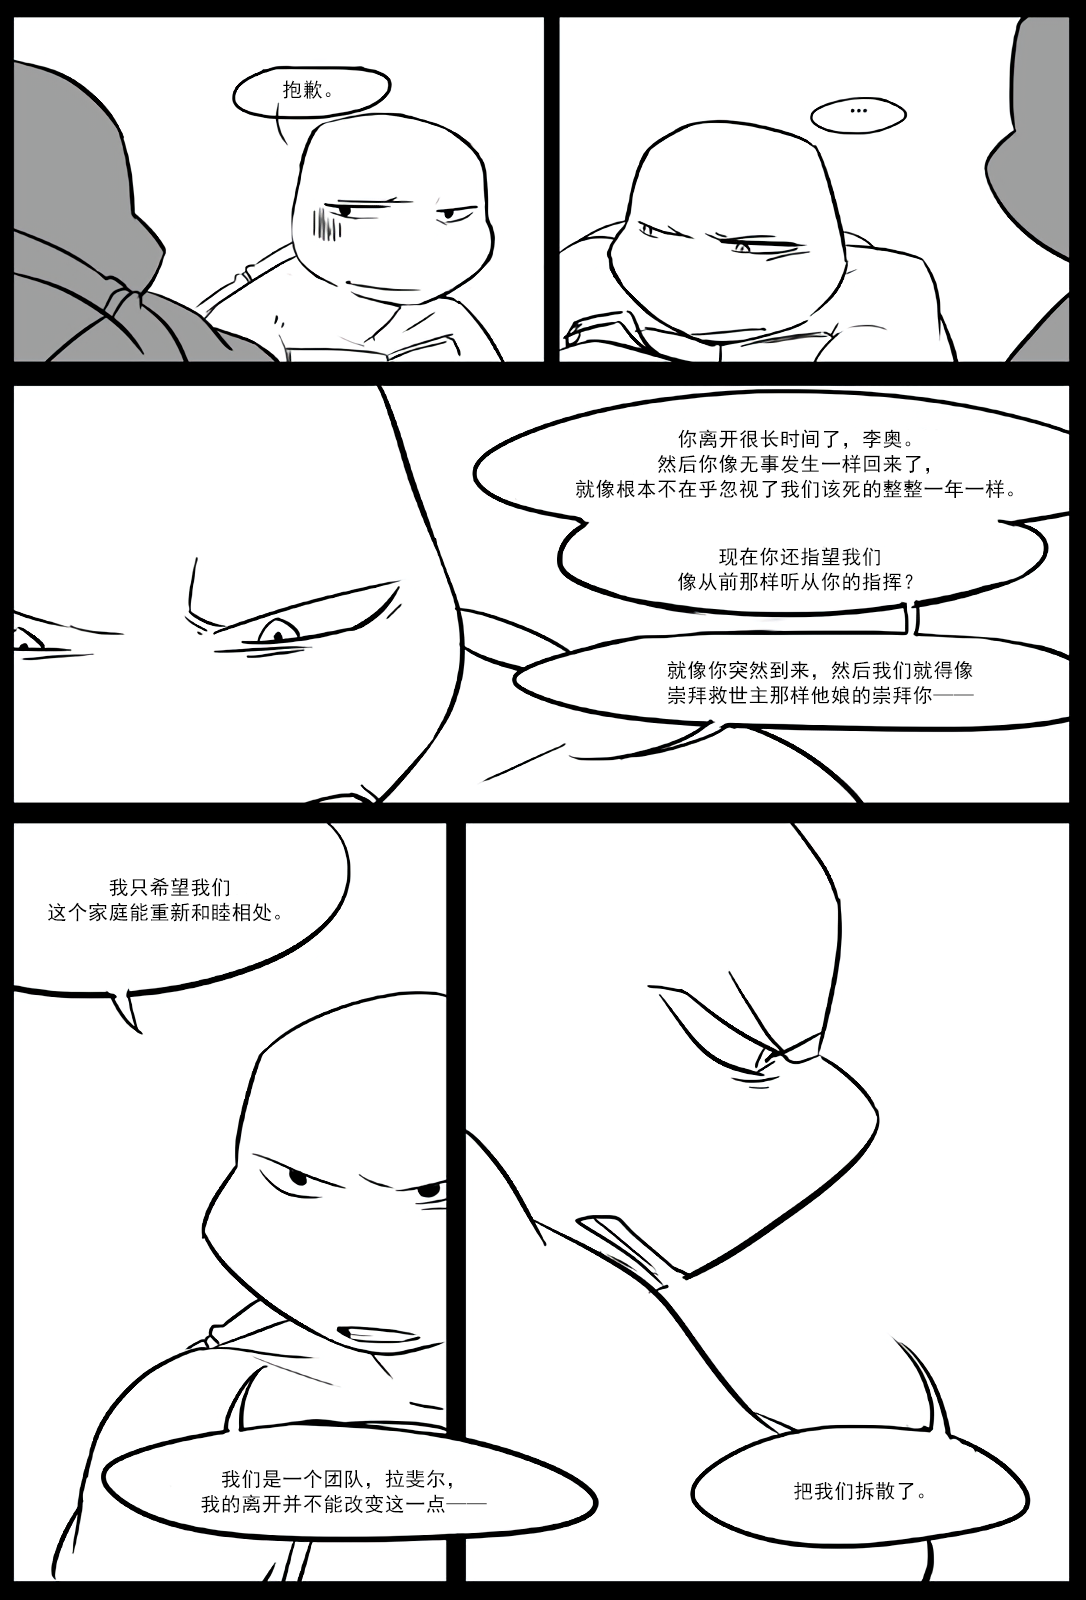 抱歉。
…
你离开很长时间了，李奥。
然后你像无事发生一样回来了，
就像根本不在乎忽视了我们该死的整整一年一样。
现在你还指望我们
像从前那样听从你的指挥？
就像你突然到来，然后我们就得像
崇拜救世主那样他娘的崇拜你——
我只希望我们
这个家庭能重新和睦相处。
我们是一个团队，拉斐尔，
我的离开并不能改变这一点——
把我们拆散了。